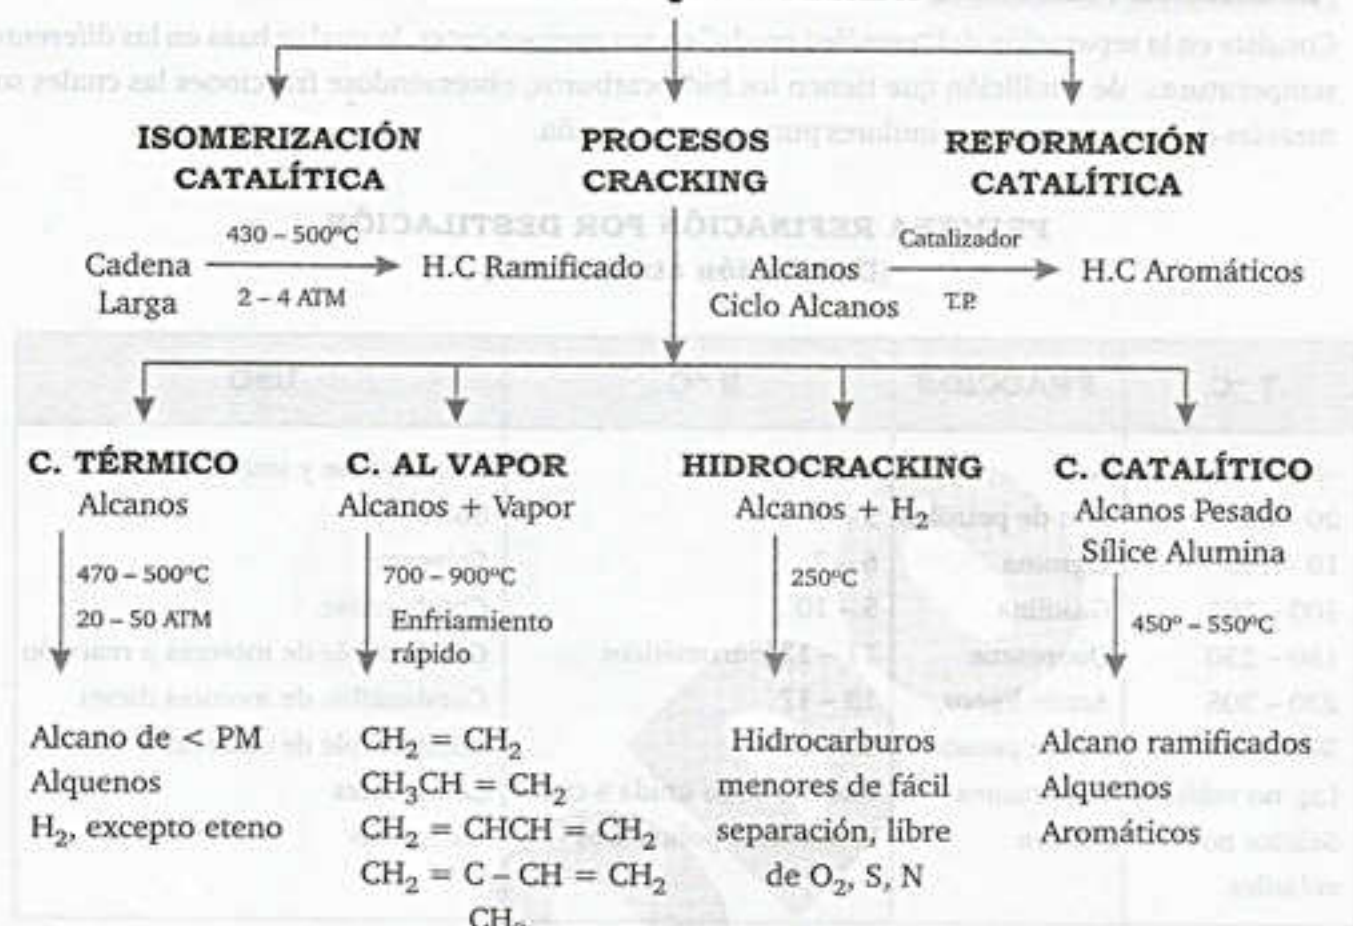 ISOMERIZACIÓN
CATALÍTICA
430 – 500ºC
Cadena
Larga
2 – 4 ATM
H.C Ramificado
PROCESOS
CRACKING
REFORMACIÓN
CATALÍTICA
Catalizador
Alcanos
Ciclo Alcanos
T.P.
H.C Aromáticos
C. TÉRMICO
Alcanos
470 – 500ºC
20 – 50 ATM
Alcano de < PM
Alquenos
H₂, excepto eteno
C. AL VAPOR
Alcanos + Vapor
700 – 900ºC
Enfriamiento
rápido
CH₂ = CH₂
CH₃CH = CH₂
CH₂ = CHCH = CH₂
CH₂ = C – CH = CH₂
HIDROCRACKING
Alcanos + H₂
250ºC
Hidrocarburos
menores de fácil
separación, libre
de O₂, S, N
C. CATALÍTICO
Alcanos Pesado
Sílice Alumina
450º – 550ºC
Alcano ramificados
Alquenos
Aromáticos